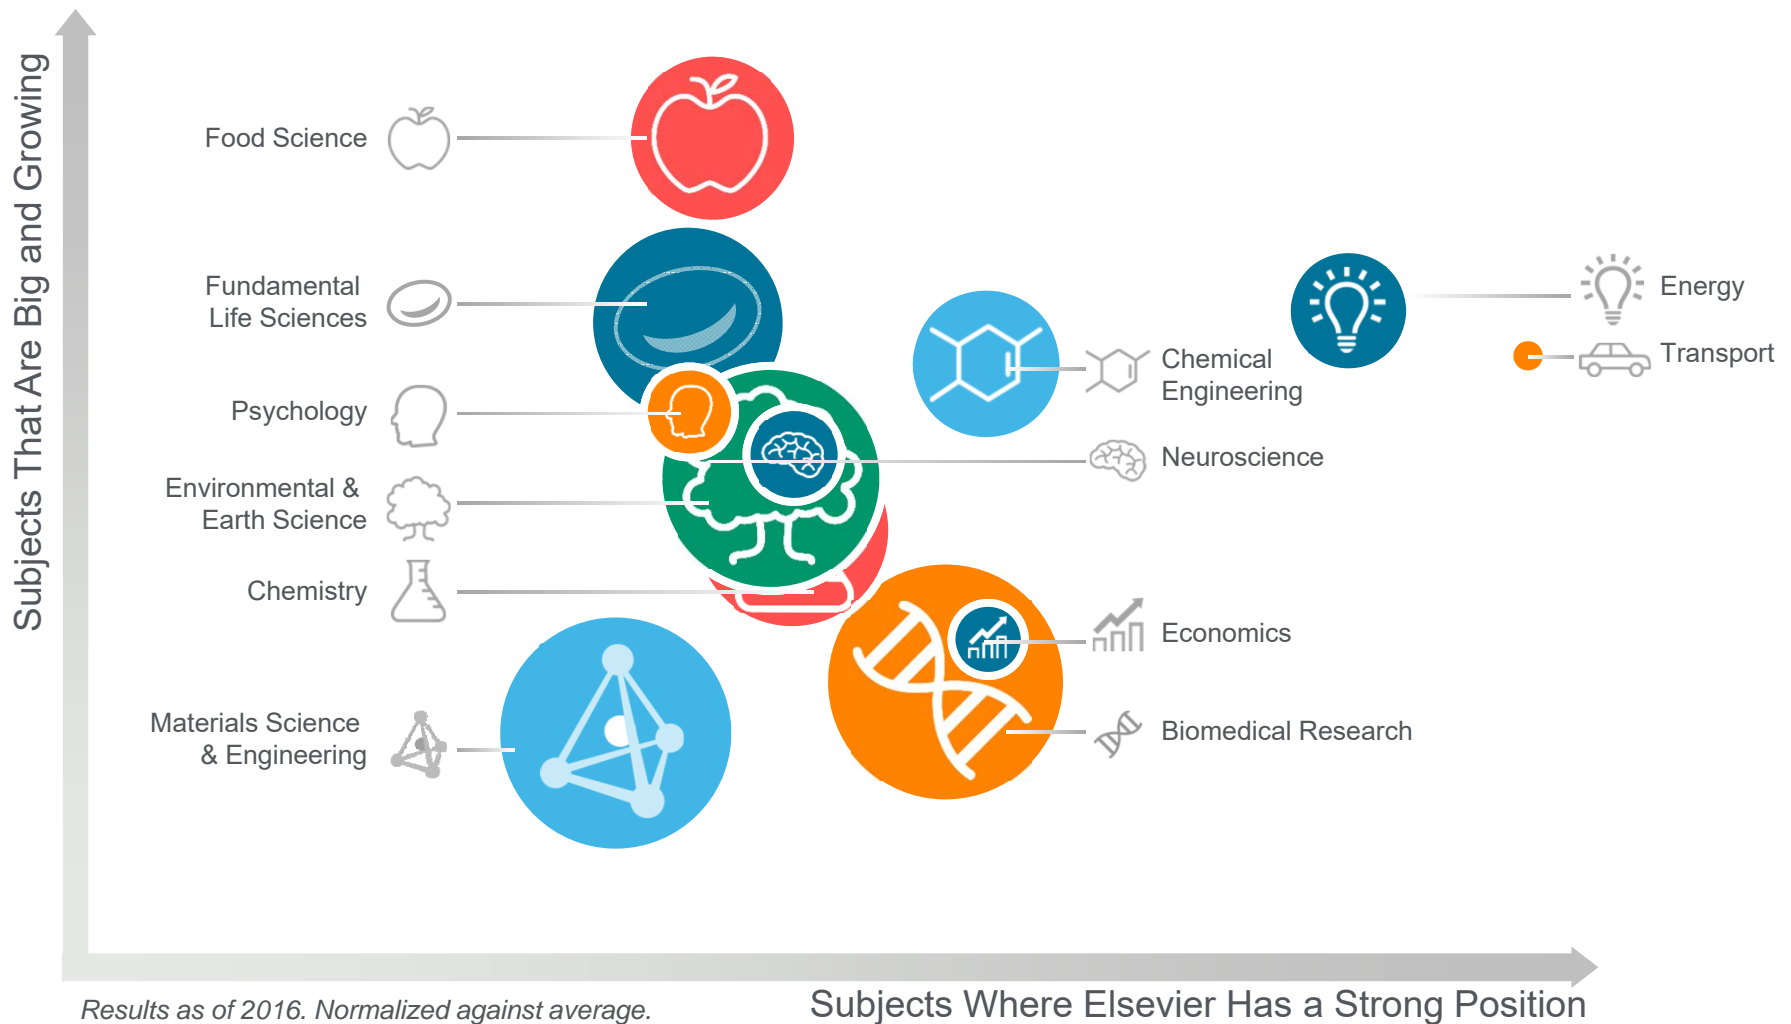 Subjects That Are Big and Growing
Food Science
Fundamental
Life Sciences
Psychology
Environmental &
Earth Science
Chemistry
Materials Science
& Engineering
Energy
Transport
Chemical
Engineering
Neuroscience
Economics
Biomedical Research
Results as of 2016. Normalized against average.
Subjects Where Elsevier Has a Strong Position